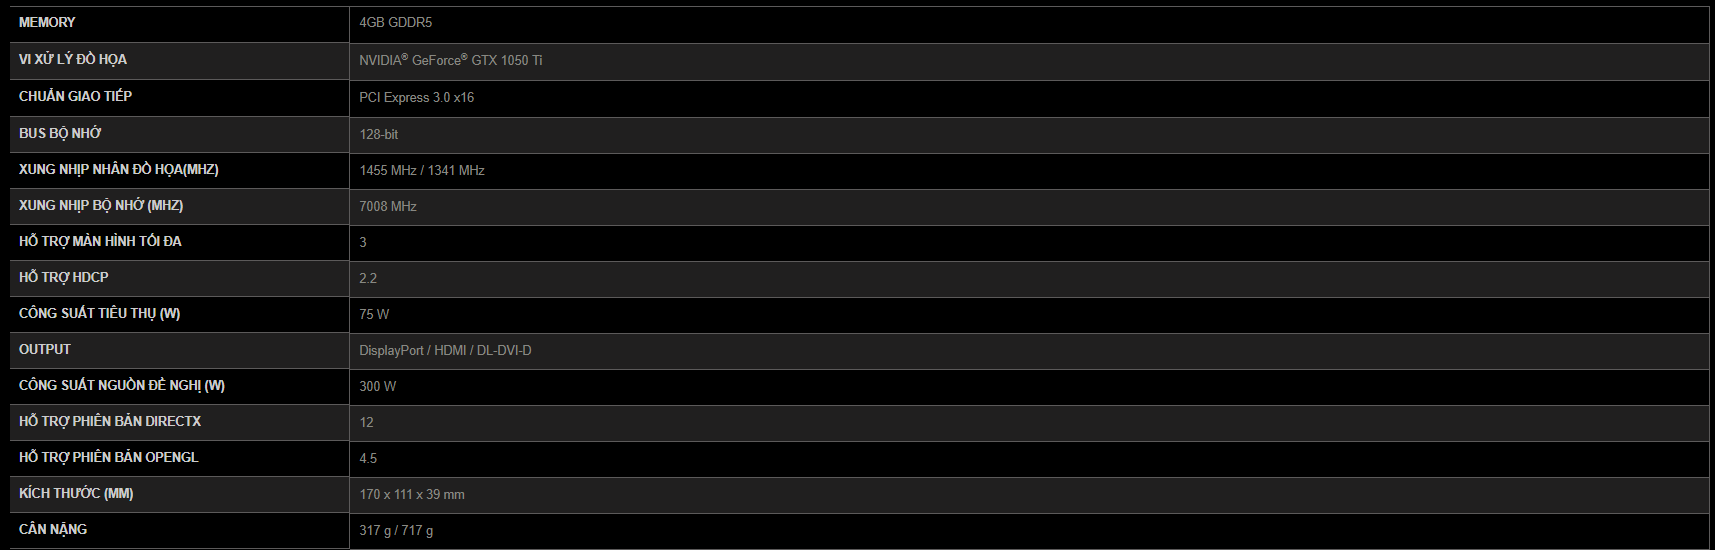 MEMORY 4GB GDDR5
VI XỬ LÝ ĐỒ HỌA NVIDIA® GeForce® GTX 1050 Ti
CHUẨN GIAO TIẾP PCI Express 3.0 x16
BUS BỘ NHỚ 128-bit
XUNG NHỊP NHÂN ĐỒ HỌA(MHZ) 1455 MHz / 1341 MHz
XUNG NHỊP BỘ NHỚ (MHZ) 7008 MHz
HỖ TRỢ MÀN HÌNH TỐI ĐA 3
HỖ TRỢ HDCP 2.2
CÔNG SUẤT TIÊU THỤ (W) 75 W
OUTPUT DisplayPort / HDMI / DL-DVI-D
CÔNG SUẤT NGUỒN ĐỀ NGHỊ (W) 300 W
HỖ TRỢ PHIÊN BẢN DIRECTX 12
HỖ TRỢ PHIÊN BẢN OPENGL 4.5
KÍCH THƯỚC (MM) 170 x 111 x 39 mm
CÂN NẶNG 317 g / 717 g